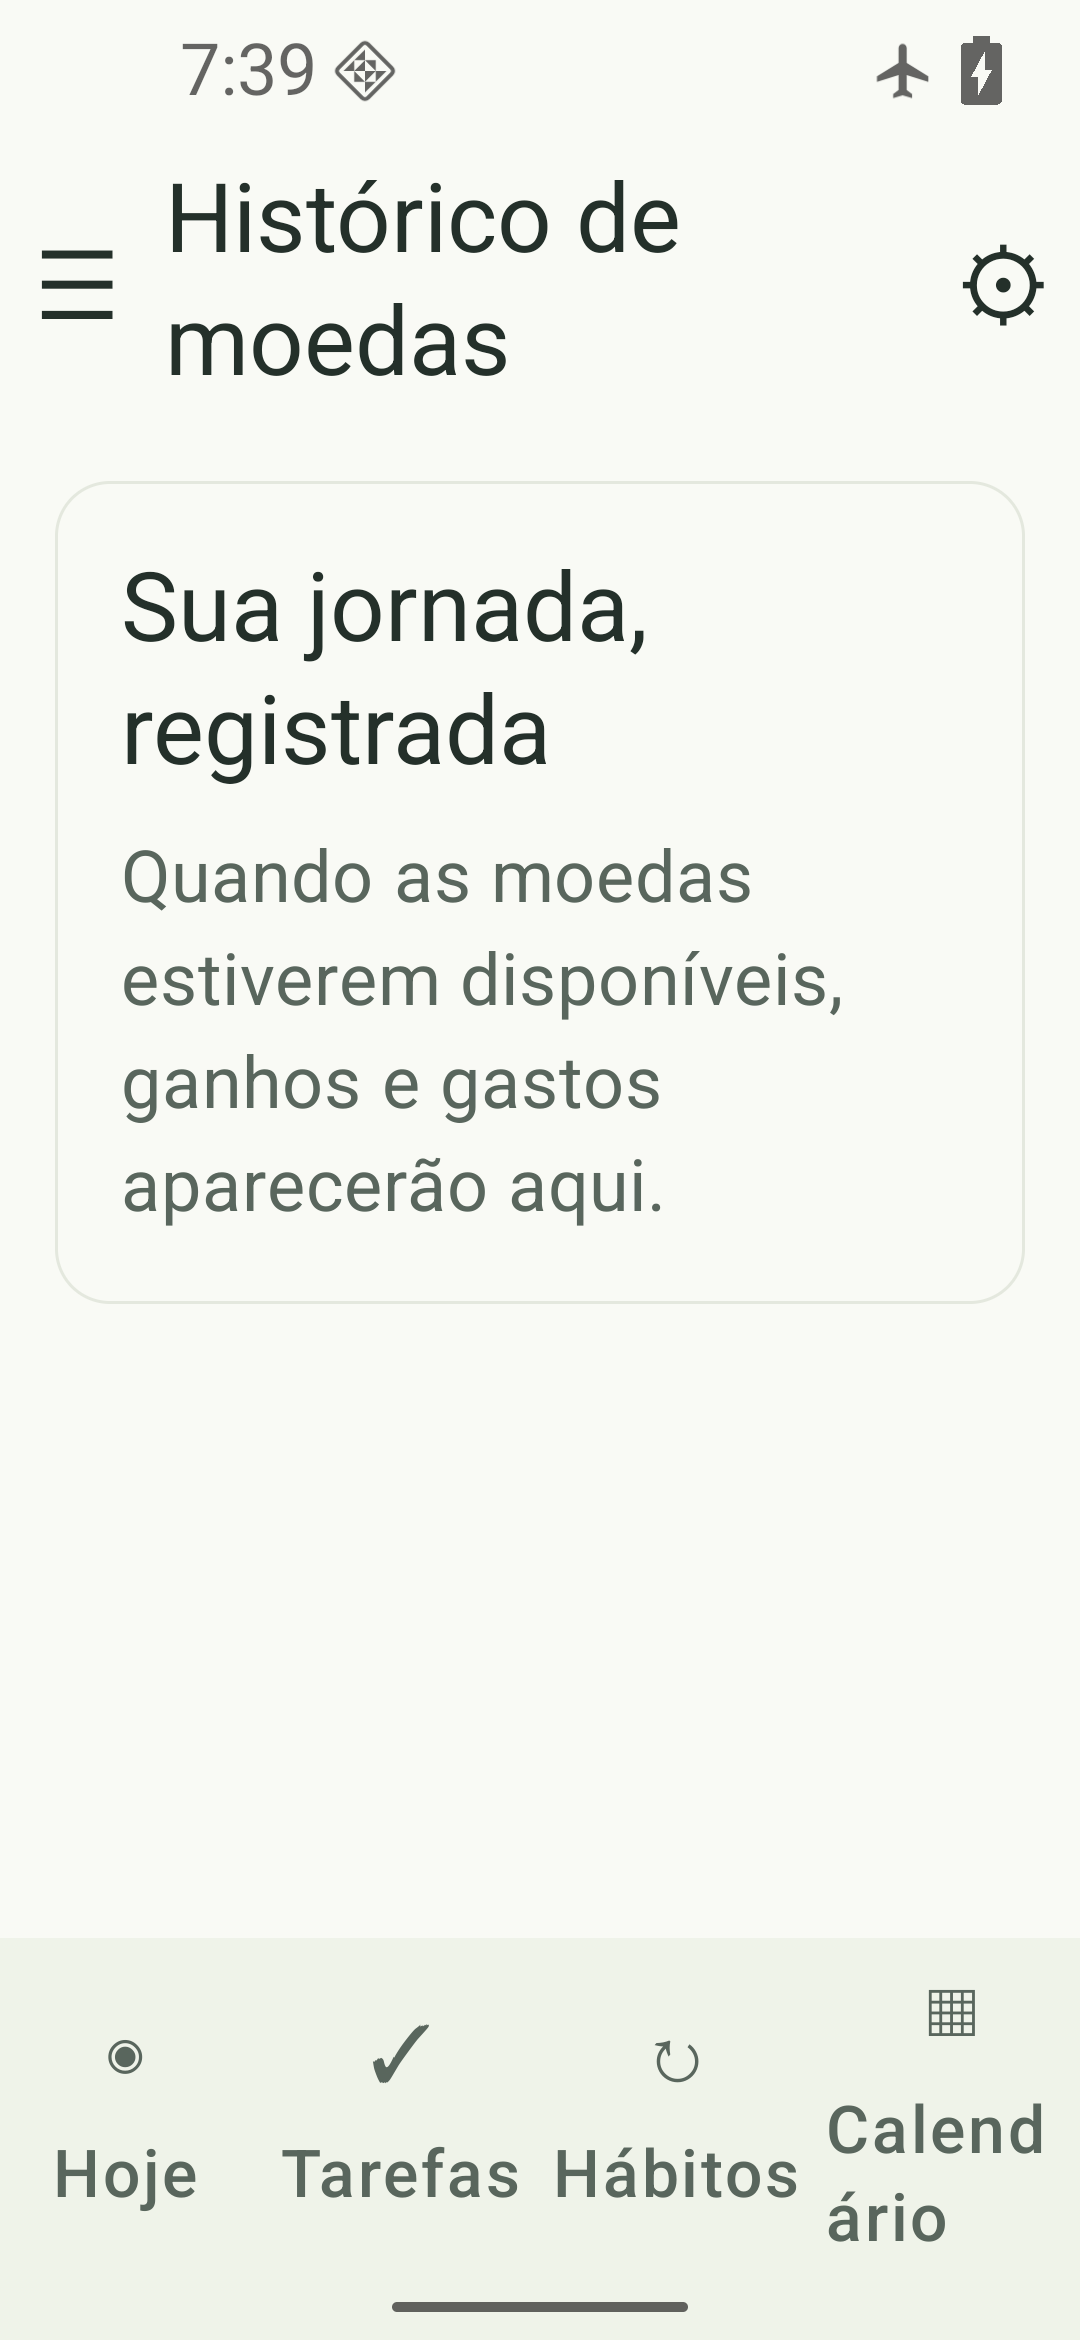 7:39
Histórico de
moedas
Sua jornada,
registrada
Quando as moedas
estiverem disponíveis,
ganhos e gastos
aparecerão aqui.
Hoje
Tarefas
Hábitos
Calend
ário